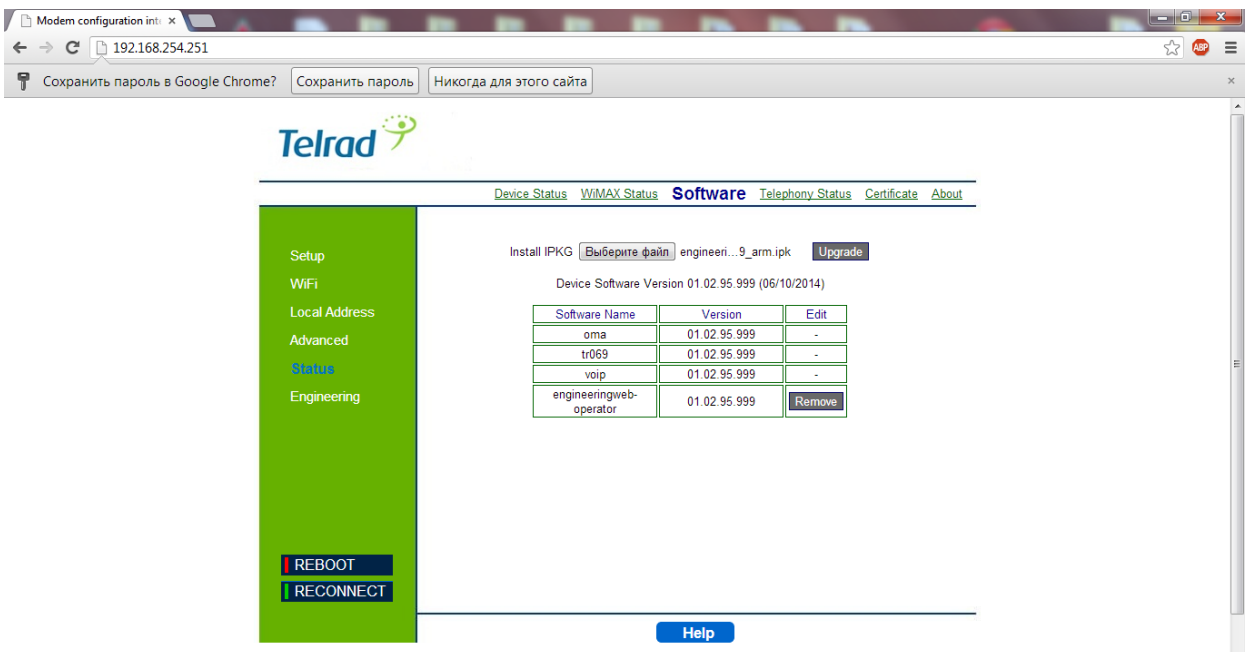 Modem configuration inte
192.168.254.251
ABP
Сохранить пароль в Google Chrome? Сохранить пароль Никогда для этого сайта
Telrad
Device Status WiMAX Status Software Telephony Status Certificate About
Setup
WiFi
Local Address
Advanced
Status
Engineering
REBOOT
RECONNECT
Install IPKG Выберите файл engineeri...9_arm.ipk Upgrade
Device Software Version 01.02.95.999 (06/10/2014)
Software Name Version Edit
oma 01.02.95.999 -
tr069 01.02.95.999 -
voip 01.02.95.999 -
engineeringweb-
operator 01.02.95.999 Remove
Help